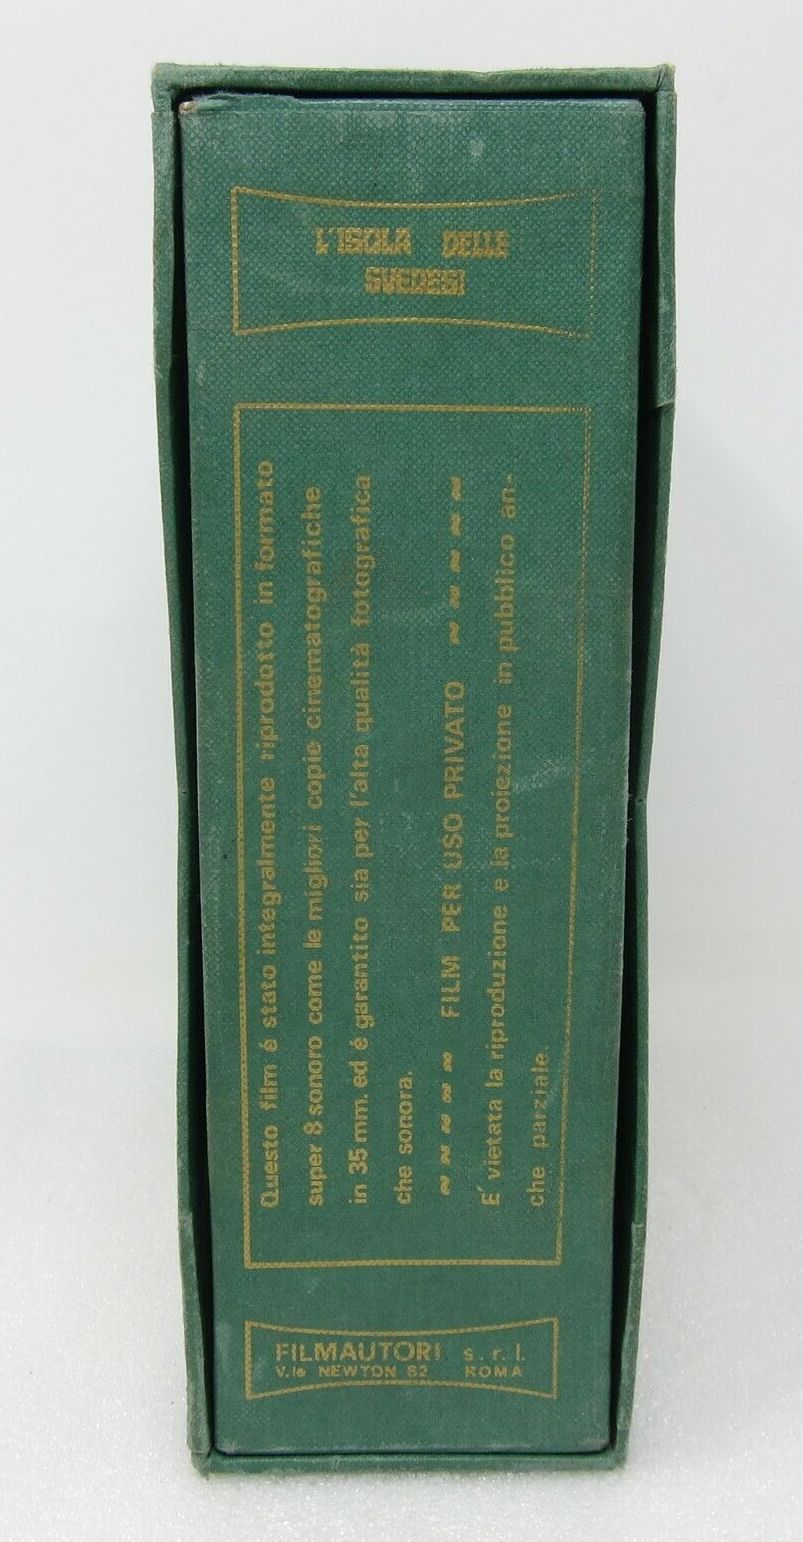 L'ISOLA DELLE
SVEDESI
Questo film é stato integralmente riprodotto in formato
super 8 sonoro come le migliori copie cinematografiche
in 35 mm. ed é garantito sia per l'alta qualità fotografica
che sonora.
~ ~ ~ ~ ~ FILM PER USO PRIVATO ~ ~ ~ ~ ~
E' vietata la riproduzione e la proiezione in pubblico an-
che parziale.
FILMAUTORI s.r.l.
V.le NEWTON 62 ROMA